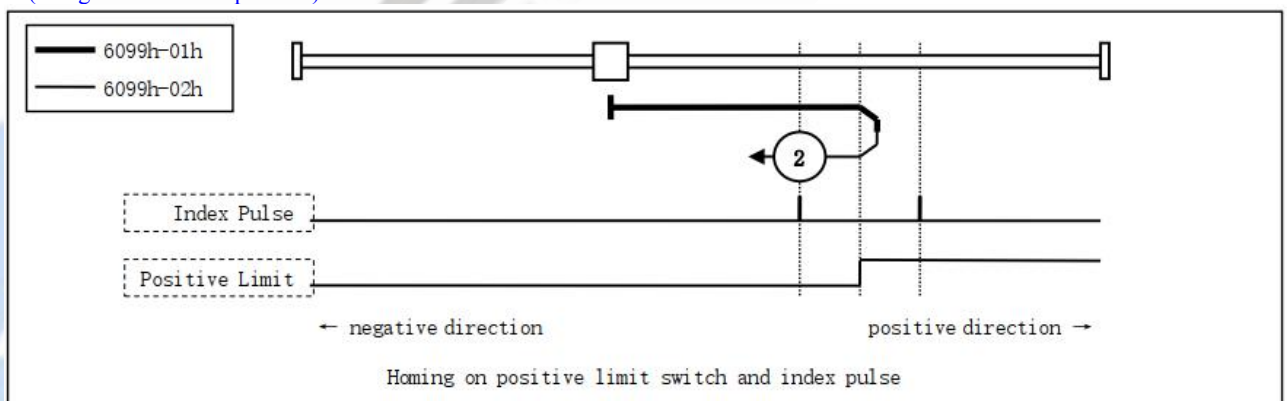 6099h-01h
6099h-02h
2
Index Pulse
Positive Limit
← negative direction
positive direction →
Homing on positive limit switch and index pulse